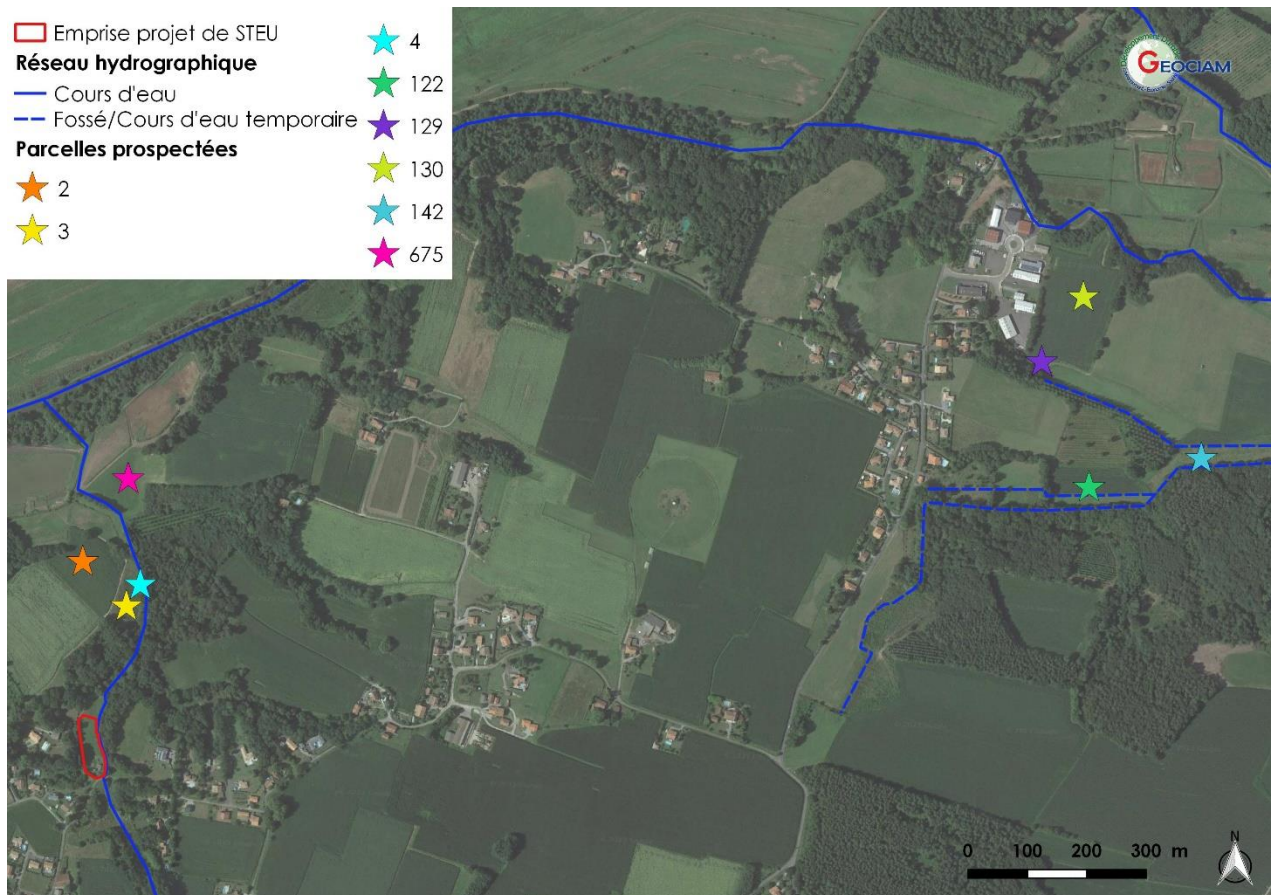 Emprise projet de STEU
Réseau hydrographique
Cours d'eau
Fossé/Cours d'eau temporaire
Parcelles prospectées
2
3
4
122
129
130
142
675
GEOCIAM
N
0 100 200 300 m